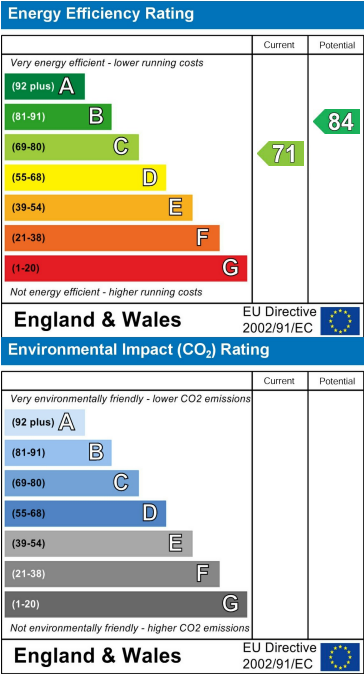 Energy Efficiency Rating
Current Potential
Very energy efficient - lower running costs
(92 plus) A
(81-91) B
84
(69-80) C
71
(55-68) D
(39-54) E
(21-38) F
(1-20) G
Not energy efficient - higher running costs
England & Wales
EU Directive
2002/91/EC
Environmental Impact (CO₂) Rating
Current Potential
Very environmentally friendly - lower CO2 emissions
(92 plus) A
(81-91) B
(69-80) C
(55-68) D
(39-54) E
(21-38) F
(1-20) G
Not environmentally friendly - higher CO2 emissions
England & Wales
EU Directive
2002/91/EC